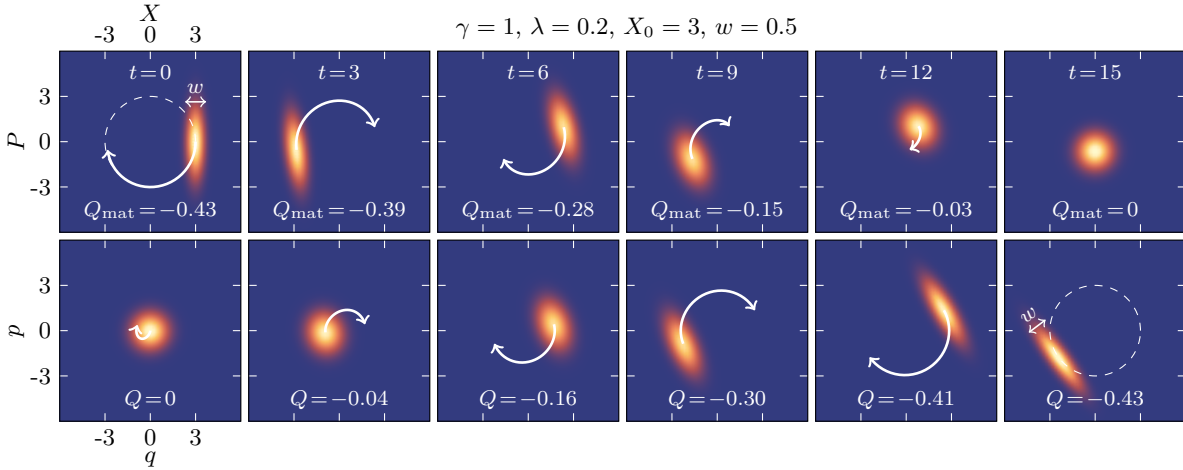 X
-3 0 3
γ = 1, λ = 0.2, X₀ = 3, w = 0.5
t=0 t=3 t=6 t=9 t=12 t=15
w
3
P 0
-3
Q_mat=−0.43 Q_mat=−0.39 Q_mat=−0.28 Q_mat=−0.15 Q_mat=−0.03 Q_mat=0
3
w
p 0
-3
Q=0 Q=−0.04 Q=−0.16 Q=−0.30 Q=−0.41 Q=−0.43
-3 0 3
q